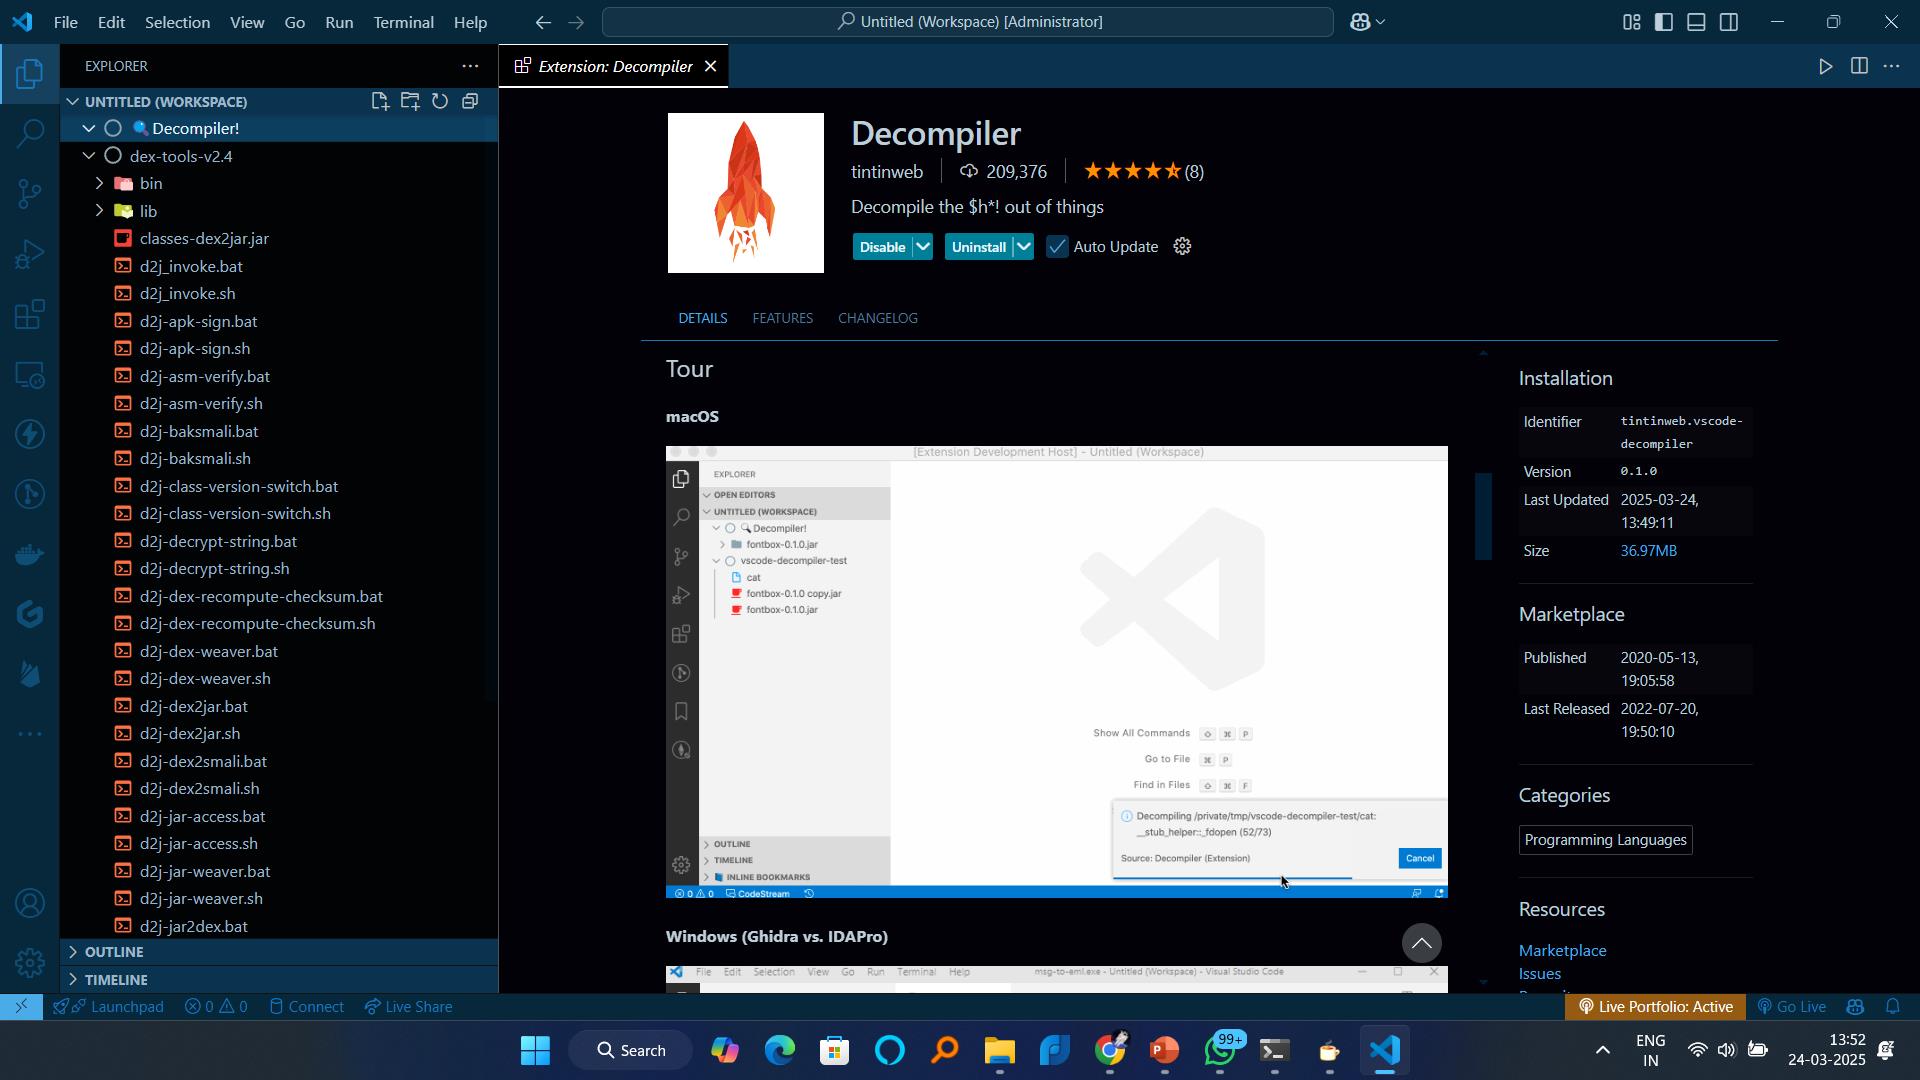 File Edit Selection View Go Run Terminal Help
Untitled (Workspace) [Administrator]
EXPLORER
UNTITLED (WORKSPACE)
Decompiler!
dex-tools-v2.4
bin
lib
classes-dex2jar.jar
d2j_invoke.bat
d2j_invoke.sh
d2j-apk-sign.bat
d2j-apk-sign.sh
d2j-asm-verify.bat
d2j-asm-verify.sh
d2j-baksmali.bat
d2j-baksmali.sh
d2j-class-version-switch.bat
d2j-class-version-switch.sh
d2j-decrypt-string.bat
d2j-decrypt-string.sh
d2j-dex-recompute-checksum.bat
d2j-dex-recompute-checksum.sh
d2j-dex-weaver.bat
d2j-dex-weaver.sh
d2j-dex2jar.bat
d2j-dex2jar.sh
d2j-dex2smali.bat
d2j-dex2smali.sh
d2j-jar-access.bat
d2j-jar-access.sh
d2j-jar-weaver.bat
d2j-jar-weaver.sh
d2j-jar2dex.bat
OUTLINE
TIMELINE
Extension: Decompiler
Decompiler
tintinweb 209,376 (8)
Decompile the $h*! out of things
Disable Uninstall Auto Update
DETAILS FEATURES CHANGELOG
Tour
macOS
[Extension Development Host] - Untitled (Workspace)
EXPLORER
OPEN EDITORS
UNTITLED (WORKSPACE)
Decompiler!
fontbox-0.1.0.jar
vscode-decompiler-test
cat
fontbox-0.1.0 copy.jar
fontbox-0.1.0.jar
OUTLINE
TIMELINE
INLINE BOOKMARKS
0 0 CodeStream
Show All Commands P
Go to File P
Find in Files F
Decompiling /private/tmp/vscode-decompiler-test/cat:
__stub_helper::_fdopen (52/73)
Source: Decompiler (Extension) Cancel
Windows (Ghidra vs. IDAPro)
File Edit Selection View Go Run Terminal Help msg-to-eml.exe - Untitled (Workspace) - Visual Studio Code
Installation
Identifier tintinweb.vscode-
decompiler
Version 0.1.0
Last Updated 2025-03-24,
13:49:11
Size 36.97MB
Marketplace
Published 2020-05-13,
19:05:58
Last Released 2022-07-20,
19:50:10
Categories
Programming Languages
Resources
Marketplace
Issues
Launchpad 0 0 Connect Live Share
Live Portfolio: Active Go Live
Search
99+
ENG
IN
13:52
24-03-2025